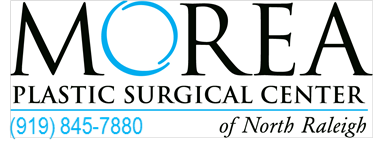 MOREA
PLASTIC SURGICAL CENTER
(919) 845-7880 of North Raleigh